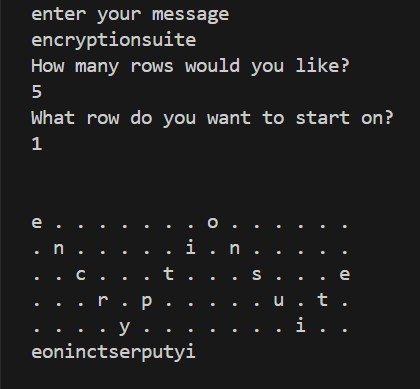 enter your message
encryptionsuite
How many rows would you like?
5
What row do you want to start on?
1
e . . . . . . . o . . . . . .
. n . . . . . i . n . . . . .
. . c . . . t . . . s . . . e
. . . r . p . . . . . u . t .
. . . . y . . . . . . . i . .
eoninctserputyi